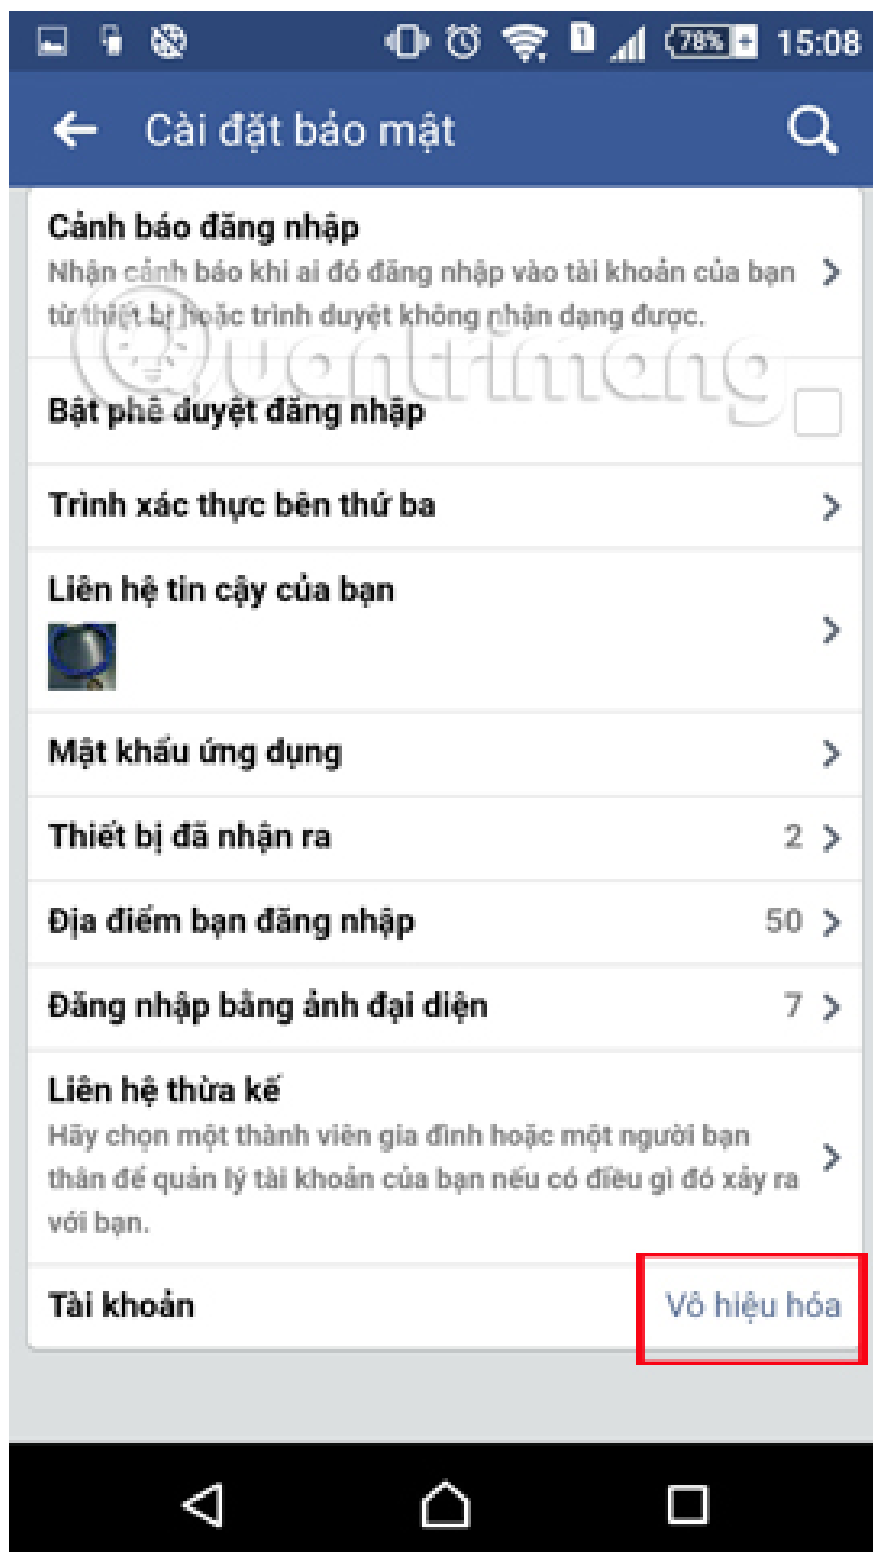 1 78% 15:08
Cài đặt bảo mật
Cảnh báo đăng nhập
Nhận cảnh báo khi ai đó đăng nhập vào tài khoản của bạn
từ thiết bị hoặc trình duyệt không nhận dạng được.
Quantrimang
Bật phê duyệt đăng nhập
Trình xác thực bên thứ ba
Liên hệ tin cậy của bạn
Mật khẩu ứng dụng
Thiết bị đã nhận ra 2
Địa điểm bạn đăng nhập 50
Đăng nhập bằng ảnh đại diện 7
Liên hệ thừa kế
Hãy chọn một thành viên gia đình hoặc một người bạn
thân để quản lý tài khoản của bạn nếu có điều gì đó xảy ra
với bạn.
Tài khoản Vô hiệu hóa